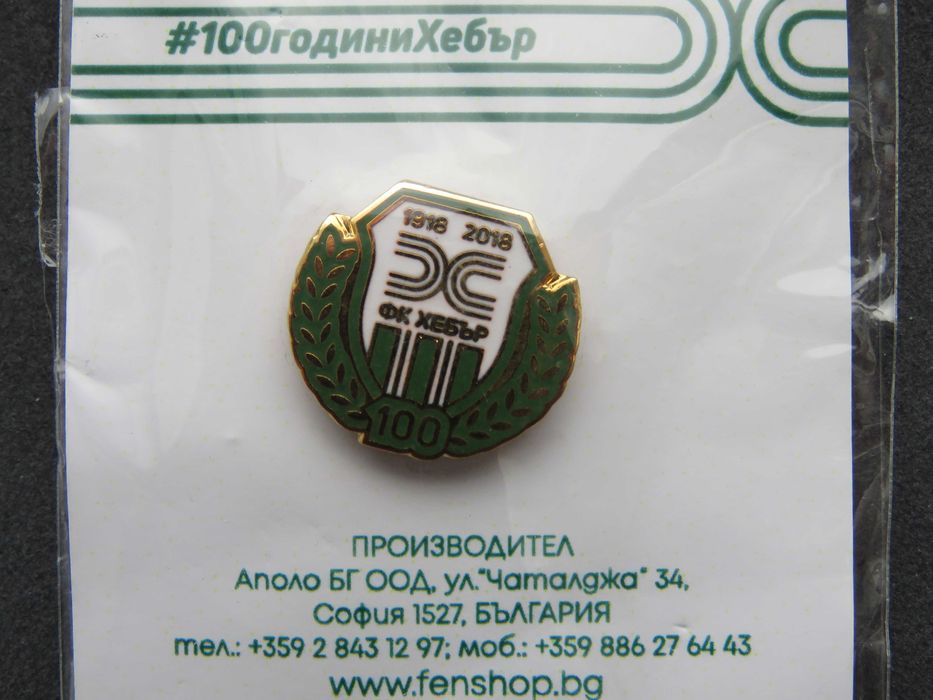 #100годиниХебър
1918 2018
ФК ХЕБЪР
100
ПРОИЗВОДИТЕЛ
Аполо БГ ООД, ул."Чаталджа" 34,
София 1527, БЪЛГАРИЯ
тел.: +359 2 843 12 97; моб.: +359 886 27 64 43
www.fenshop.bg